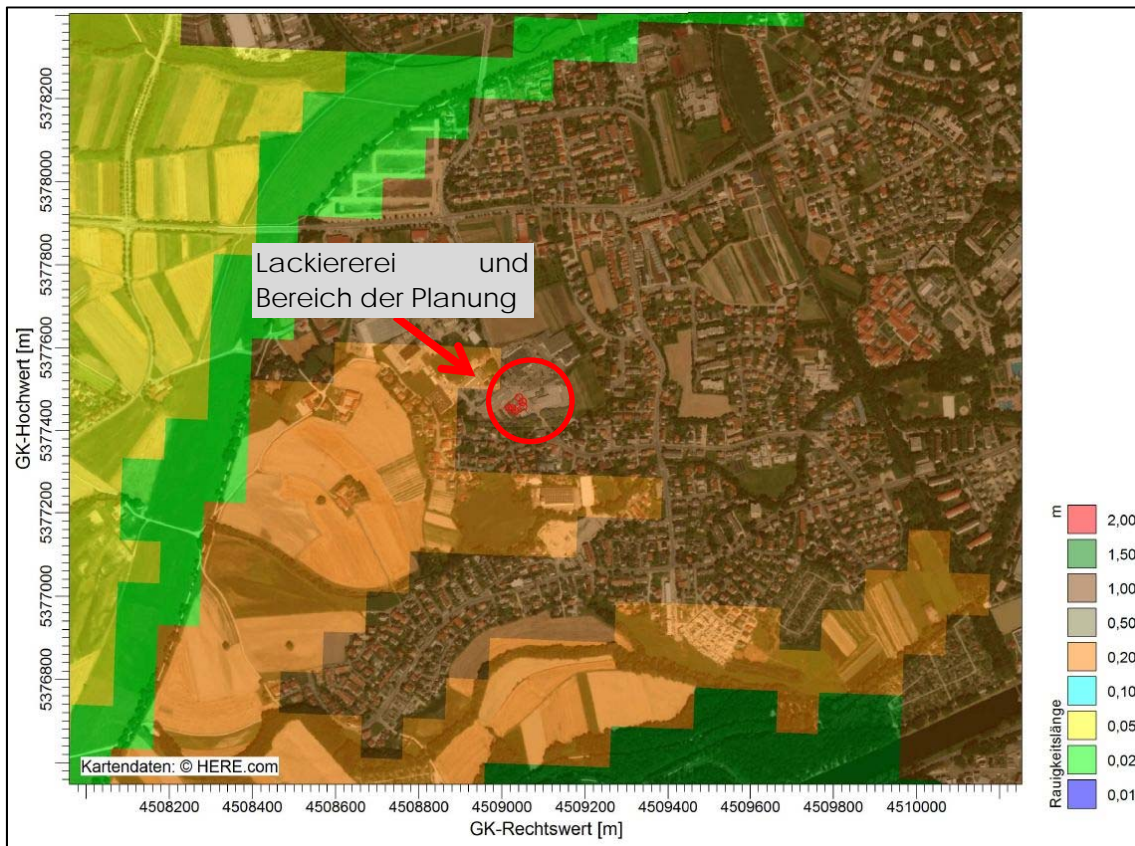 Lackiererei und
Bereich der Planung
GK-Hochwert [m]
5378200
5378000
5377800
5377600
5377400
5377200
5377000
5376800
Kartendaten: © HERE.com
4508200 4508400 4508600 4508800 4509000 4509200 4509400 4509600 4509800 4510000
GK-Rechtswert [m]
m
Rauigkeitslänge
2,00
1,50
1,00
0,50
0,20
0,10
0,05
0,02
0,01